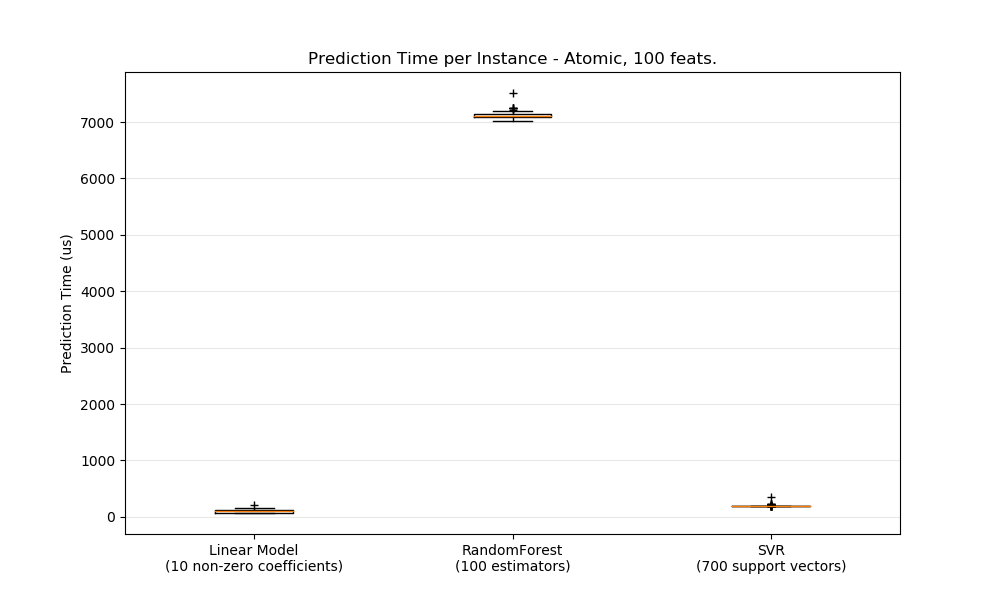 Prediction Time per Instance - Atomic, 100 feats.
Prediction Time (us)
7000
6000
5000
4000
3000
2000
1000
0
Linear Model
(10 non-zero coefficients)
RandomForest
(100 estimators)
SVR
(700 support vectors)